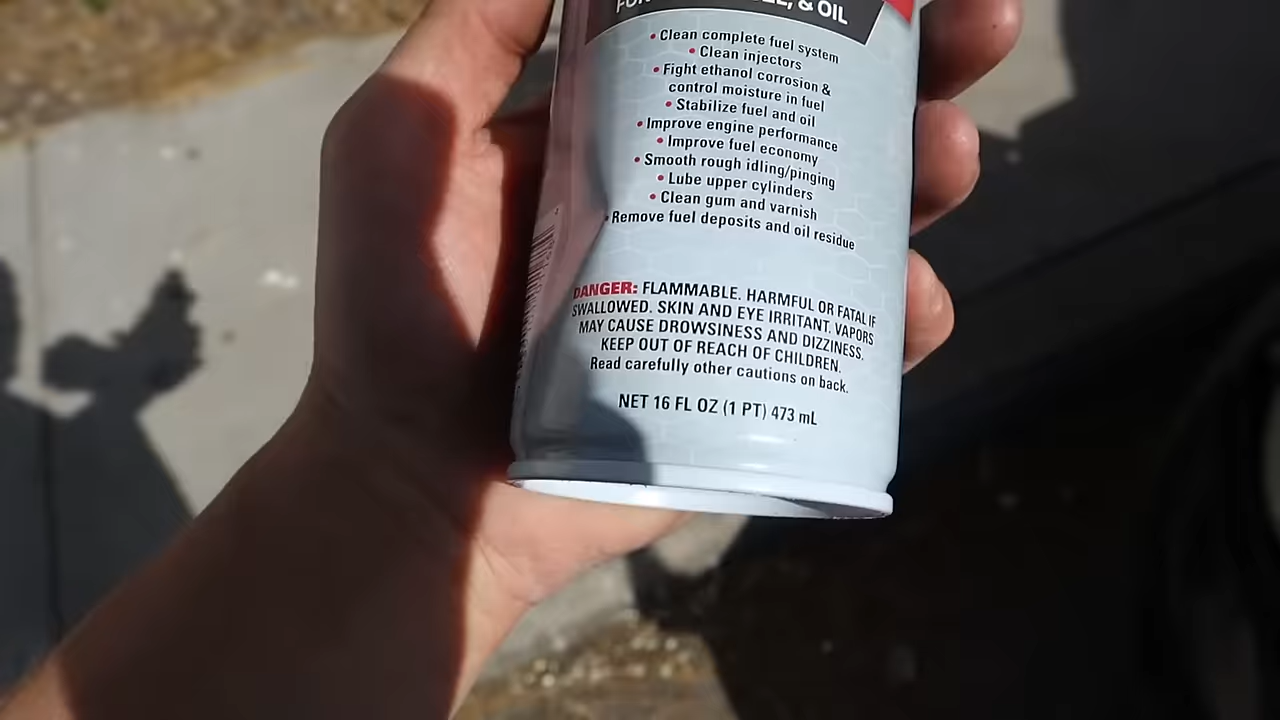 & OIL
• Clean complete fuel system
• Clean injectors
• Fight ethanol corrosion &
control moisture in fuel
• Stabilize fuel and oil
• Improve engine performance
• Improve fuel economy
• Smooth rough idling/pinging
• Lube upper cylinders
• Clean gum and varnish
• Remove fuel deposits and oil residue
DANGER: FLAMMABLE. HARMFUL OR FATAL IF
SWALLOWED. SKIN AND EYE IRRITANT. VAPORS
MAY CAUSE DROWSINESS AND DIZZINESS.
KEEP OUT OF REACH OF CHILDREN.
Read carefully other cautions on back.
NET 16 FL OZ (1 PT) 473 mL